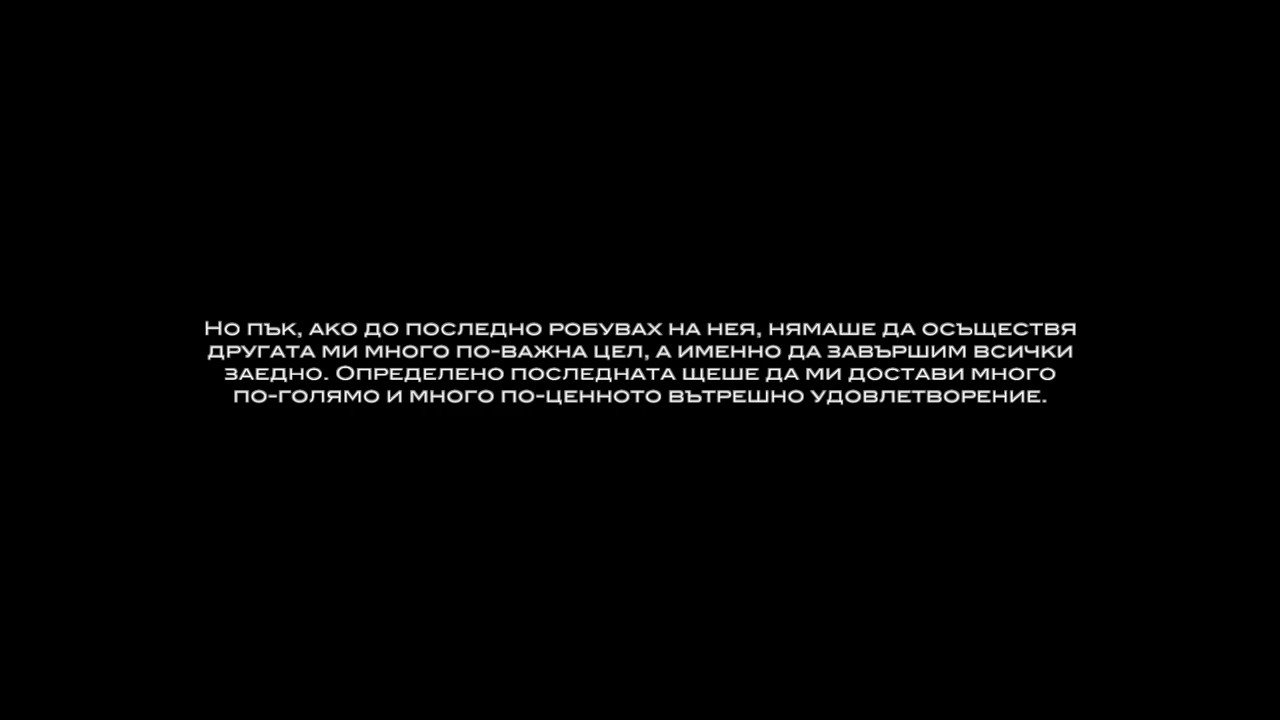 Но пък, ако до последно робувах на нея, нямаше да осъществя
другата ми много по-важна цел, а именно да завършим всички
заедно. Определено последната щеше да ми достави много
по-голямо и много по-ценното вътрешно удовлетворение.